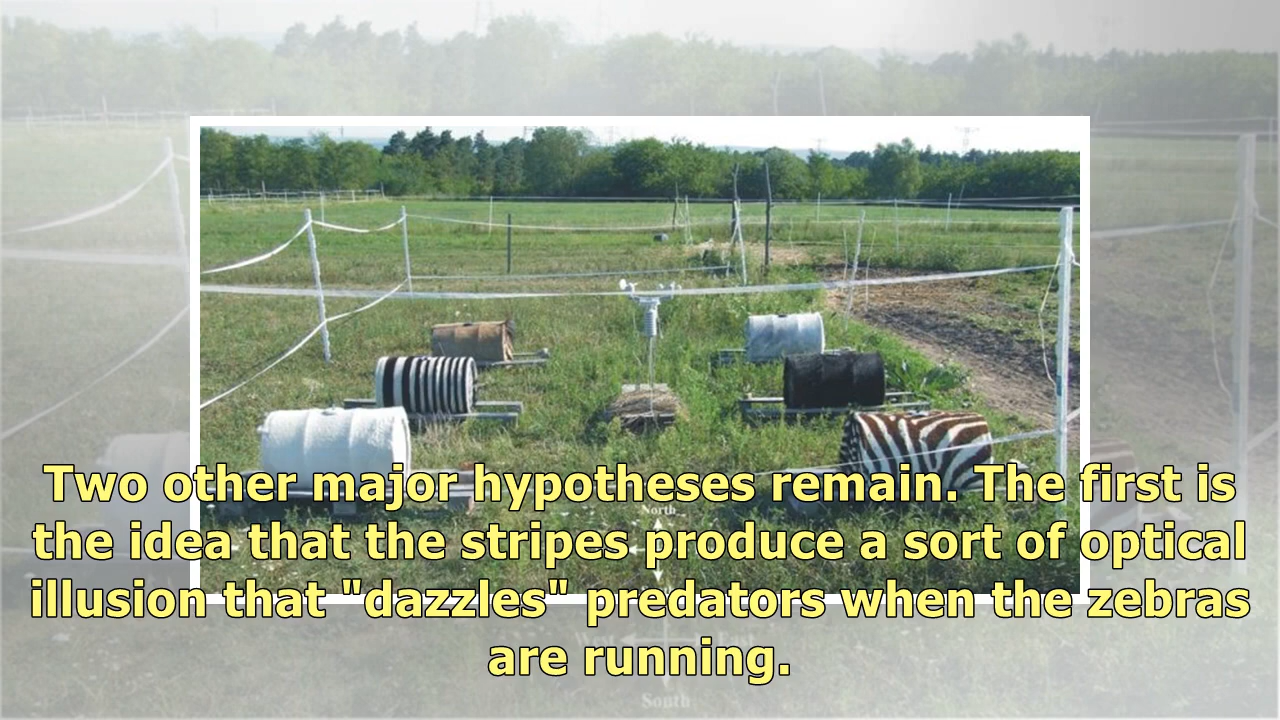 Two other major hypotheses remain. The first is
North
the idea that the stripes produce a sort of optical
illusion that "dazzles" predators when the zebras
West East
are running.
South